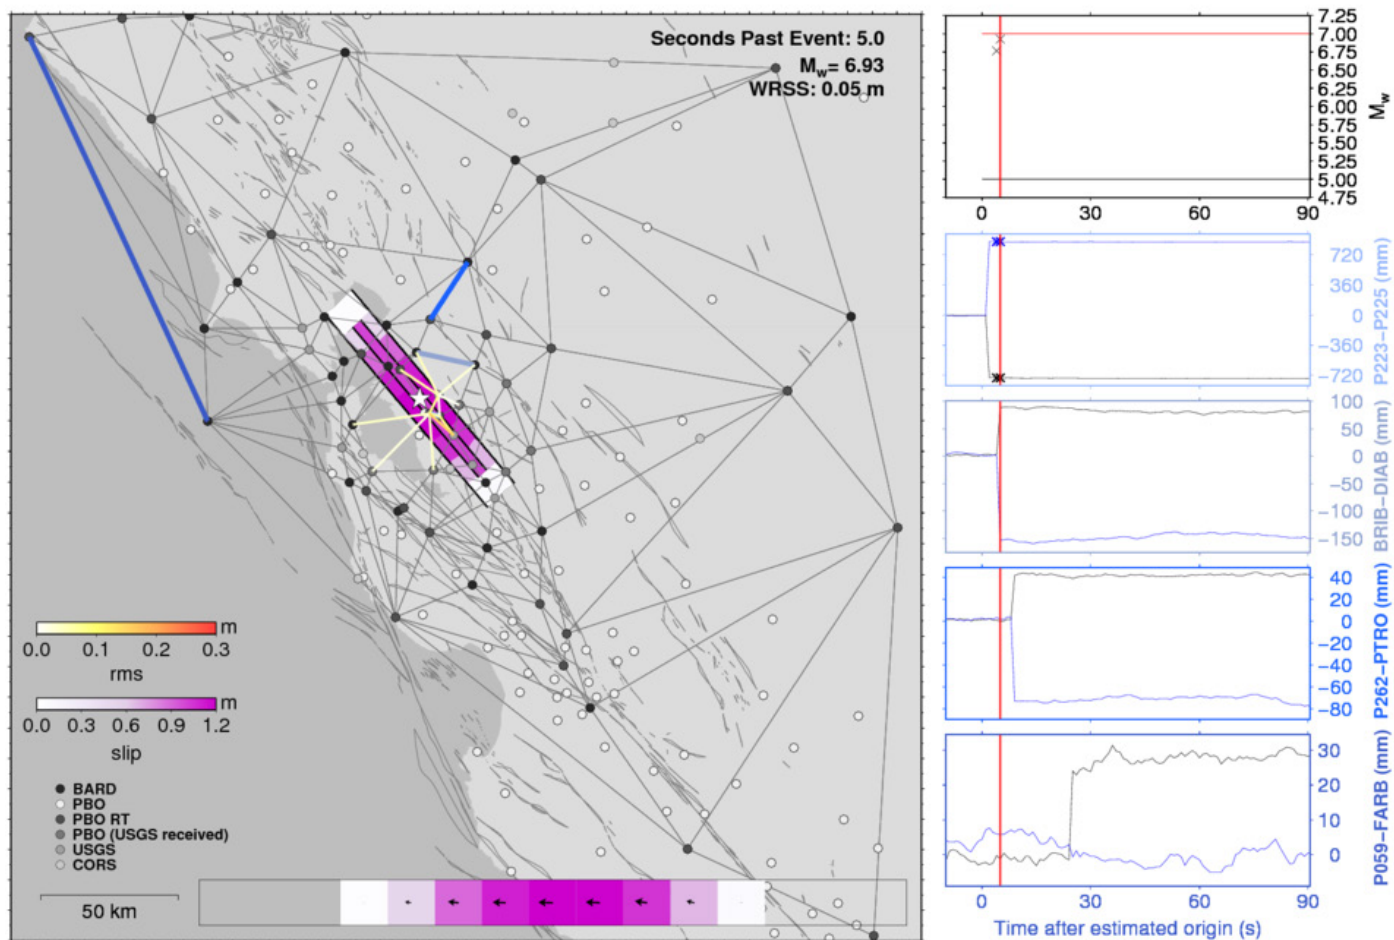 Seconds Past Event: 5.0
Mw= 6.93
WRSS: 0.05 m
m
0.0 0.1 0.2 0.3
rms
m
0.0 0.3 0.6 0.9 1.2
slip
BARD
PBO
PBO RT
PBO (USGS received)
USGS
CORS
50 km
7.25
7.00
6.75
6.50
6.25
6.00
5.75
5.50
5.25
5.00
4.75
Mw
0 30 60 90
720
360
0
−360
−720
P223−P225 (mm)
100
50
0
−50
−100
−150
BRIB−DIAB (mm)
40
20
0
−20
−40
−60
−80
P262−PTRO (mm)
30
20
10
0
P059−FARB (mm)
0 30 60 90
Time after estimated origin (s)